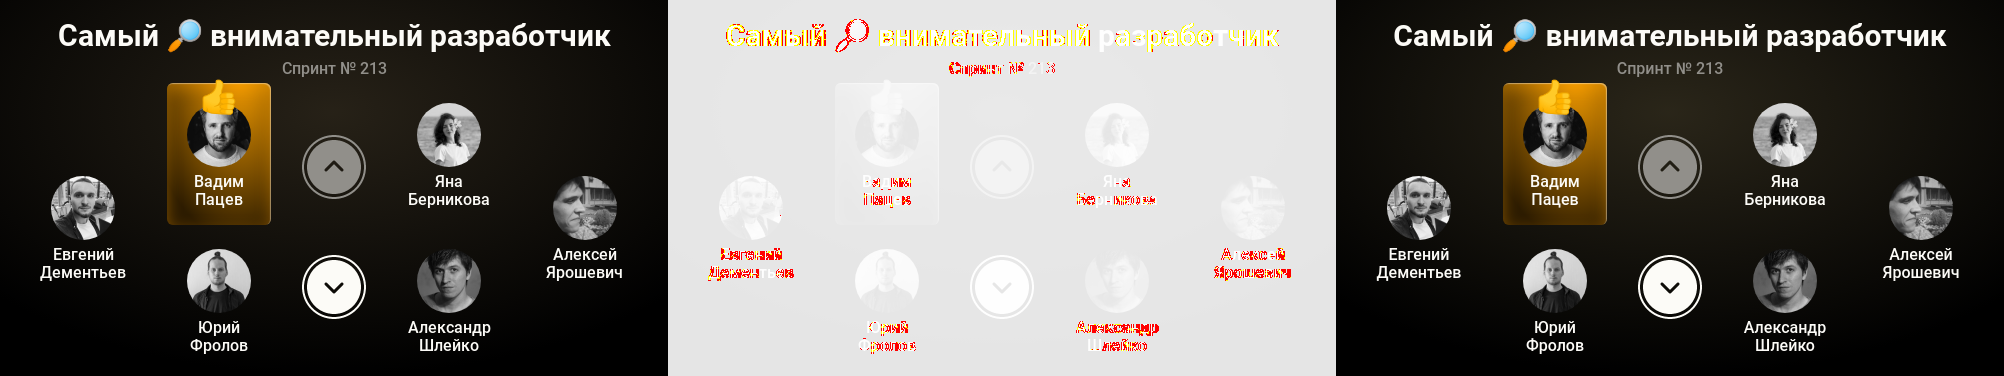 Самый 🔎 внимательный разработчик
Спринт № 213
Вадим
Пацев
Яна
Берникова
Евгений
Дементьев
Алексей
Ярошевич
Юрий
Фролов
Александр
Шлейко
Самый 🔎 внимательный разработчик
Спринт № 213
Вадим
Пацев
Яна
Берникова
Евгений
Дементьев
Алексей
Ярошевич
Юрий
Фролов
Александр
Шлейко
Самый 🔎 внимательный разработчик
Спринт № 213
Вадим
Пацев
Яна
Берникова
Евгений
Дементьев
Алексей
Ярошевич
Юрий
Фролов
Александр
Шлейко